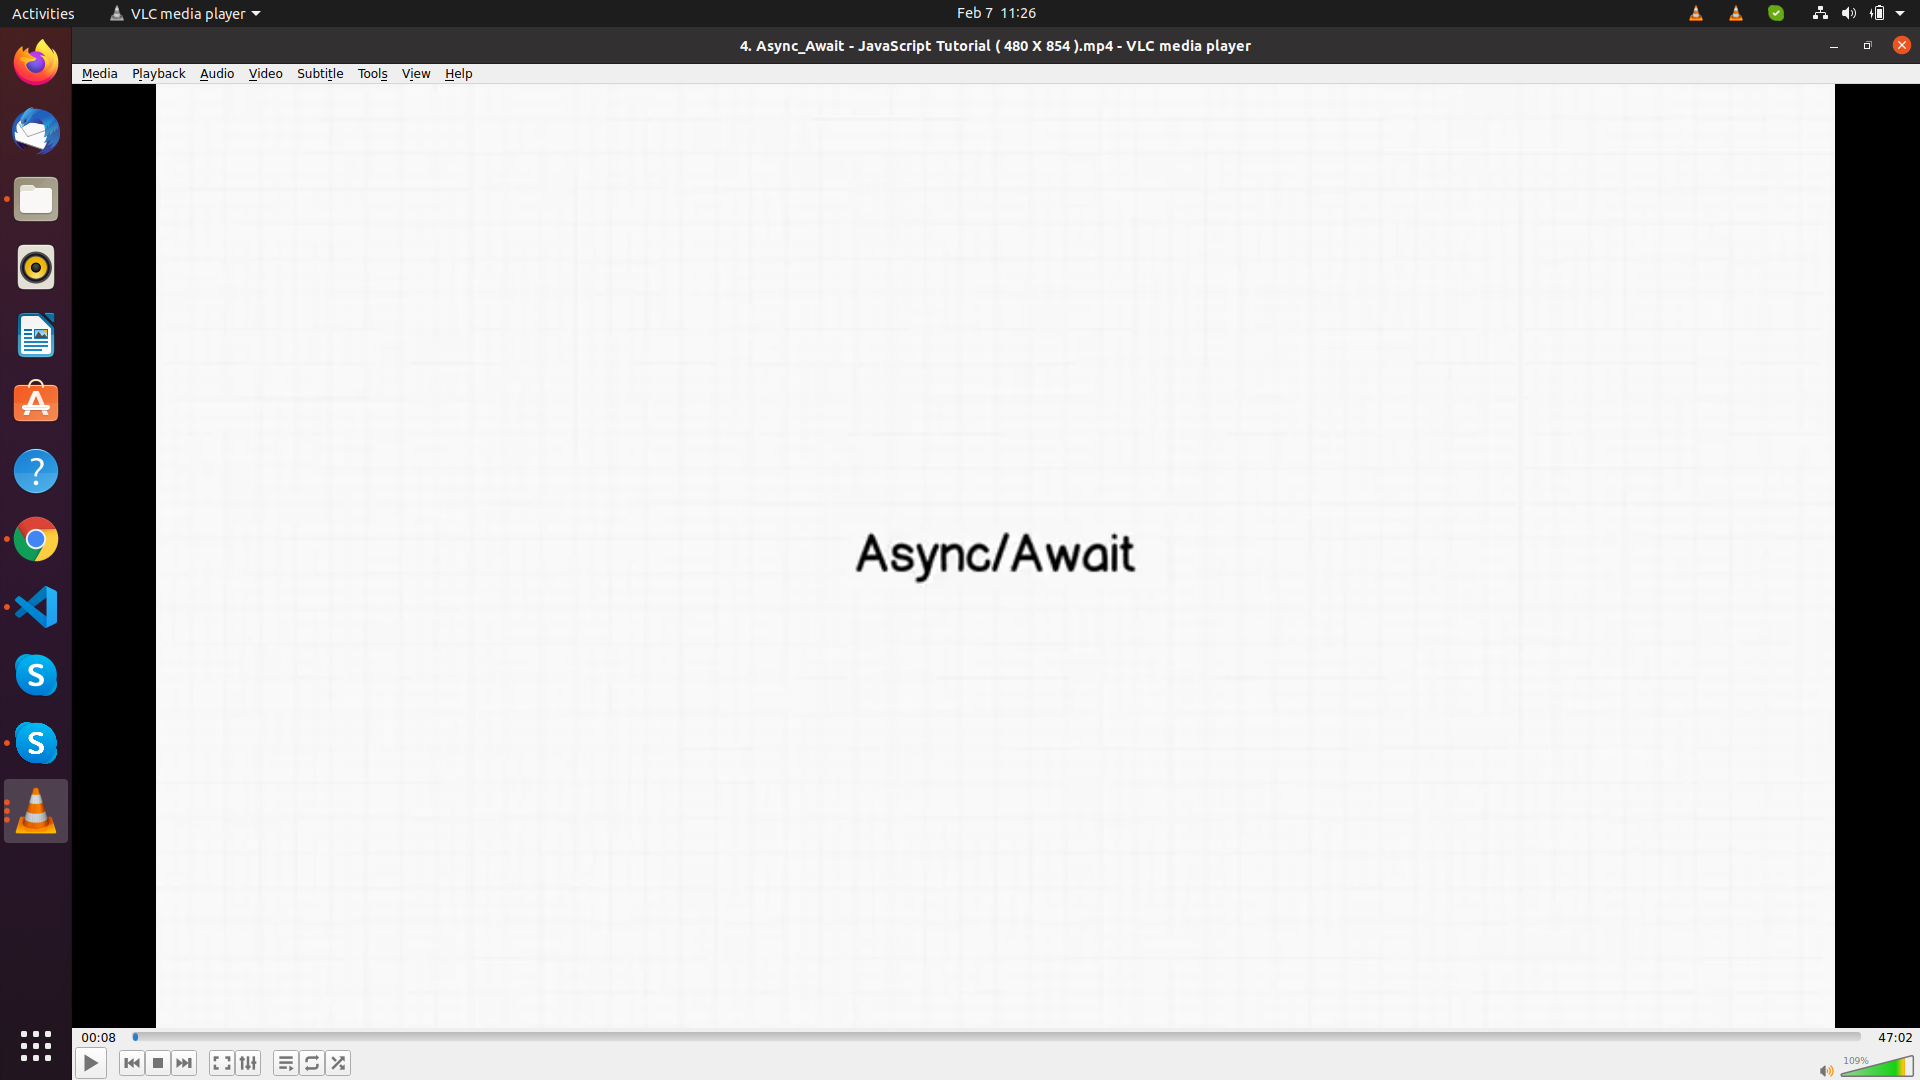 Activities VLC media player Feb 7 11:26
4. Async_Await - JavaScript Tutorial ( 480 X 854 ).mp4 - VLC media player
Media Playback Audio Video Subtitle Tools View Help
Async/Await
00:08 47:02
109%